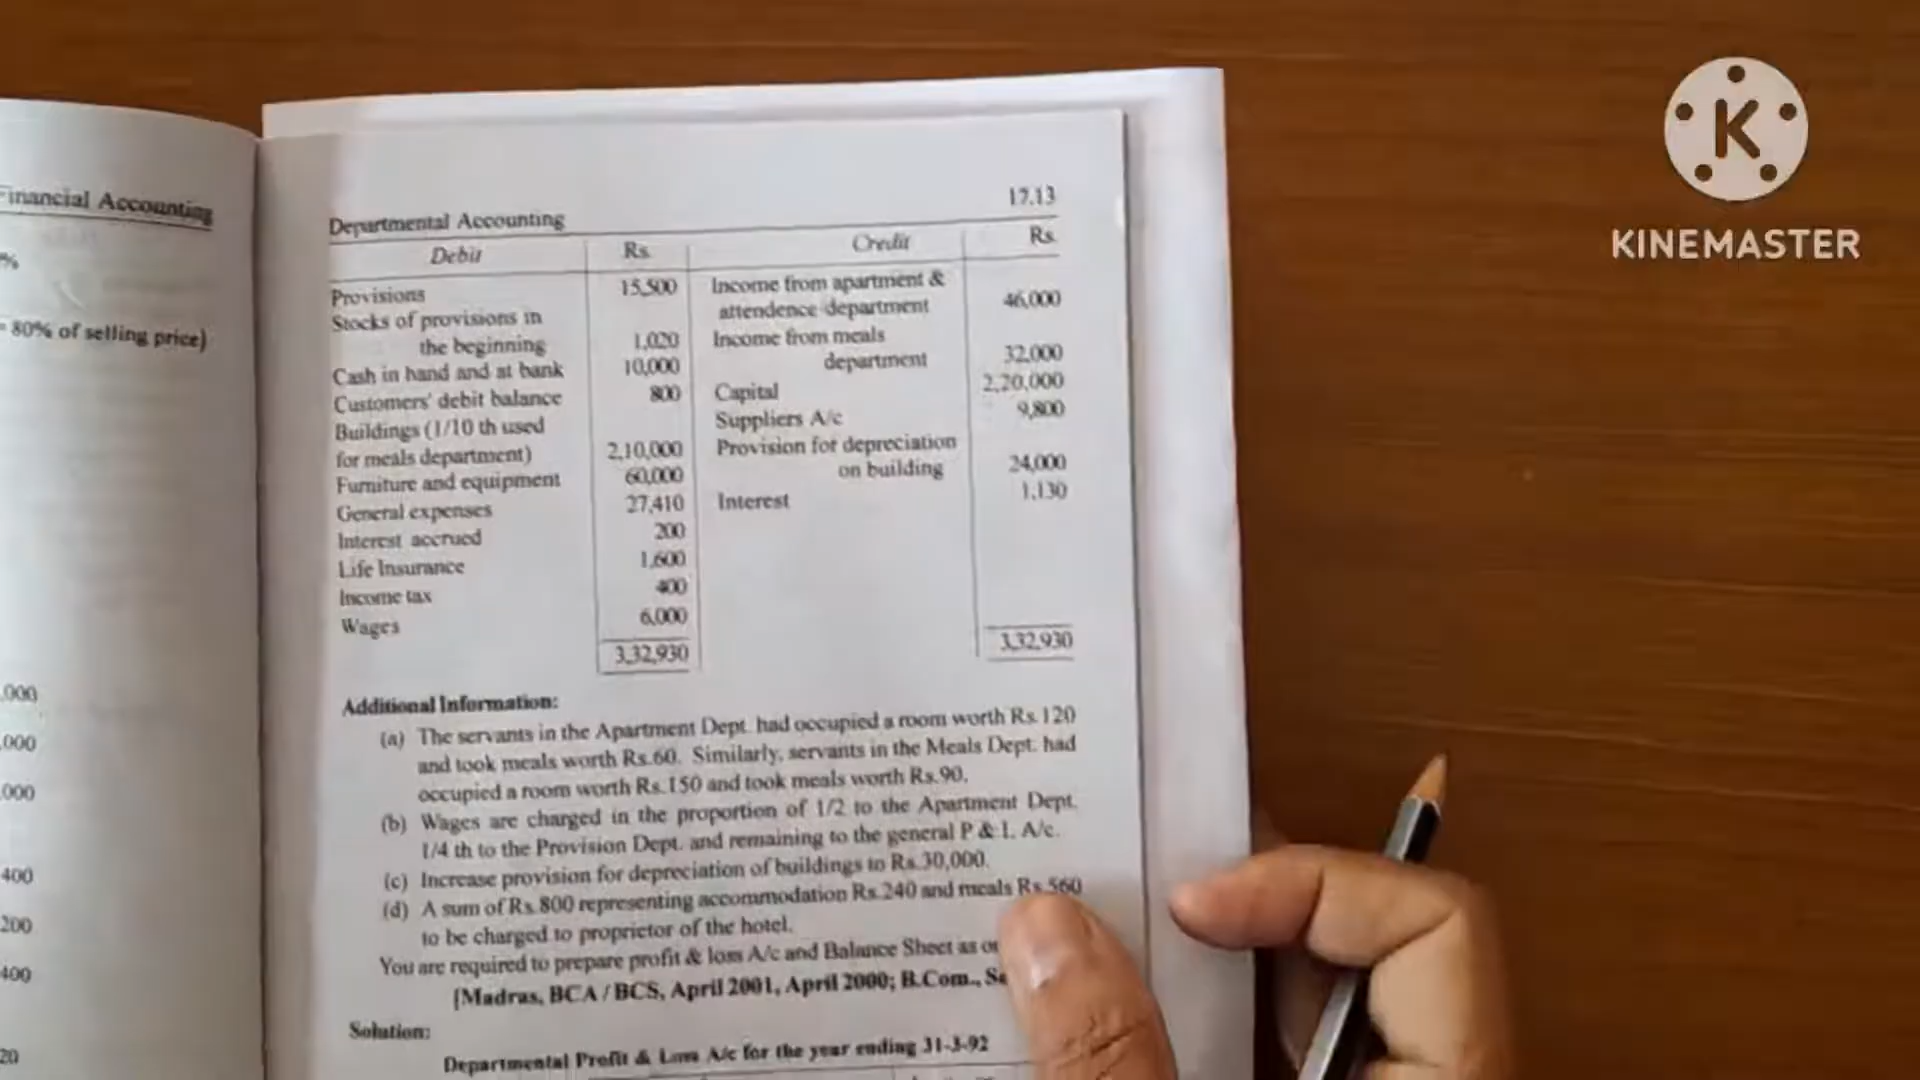 Financial Accounting
%
= 80% of selling price)
,000
,000
,000
400
200
400
20
17.13
Departmental Accounting
Debit Rs. Credit Rs.
Provisions 15,500 Income from apartment &
attendence department 46,000
Stocks of provisions in
the beginning 1,020 Income from meals
department 32,000
Cash in hand and at bank 10,000
Customers' debit balance 800 Capital 2,20,000
Buildings (1/10 th used Suppliers A/c 9,800
for meals department) 2,10,000 Provision for depreciation
on building 24,000
Furniture and equipment 60,000
General expenses 27,410 Interest 1,130
Interest accrued 200
Life Insurance 1,600
Income tax 400
Wages 6,000
3,32,930 3,32,930
Additional Information:
(a) The servants in the Apartment Dept. had occupied a room worth Rs.120
and took meals worth Rs.60. Similarly, servants in the Meals Dept. had
occupied a room worth Rs.150 and took meals worth Rs.90.
(b) Wages are charged in the proportion of 1/2 to the Apartment Dept.
1/4 th to the Provision Dept. and remaining to the general P & L A/c.
(c) Increase provision for depreciation of buildings to Rs.30,000.
(d) A sum of Rs.800 representing accommodation Rs.240 and meals Rs.560
to be charged to proprietor of the hotel.
You are required to prepare profit & loss A/c and Balance Sheet as
[Madras, BCA / BCS, April 2001, April 2000; B.Com.,
Solution:
Departmental Profit & Loss A/c for the year ending 31-3-92
K
KINEMASTER